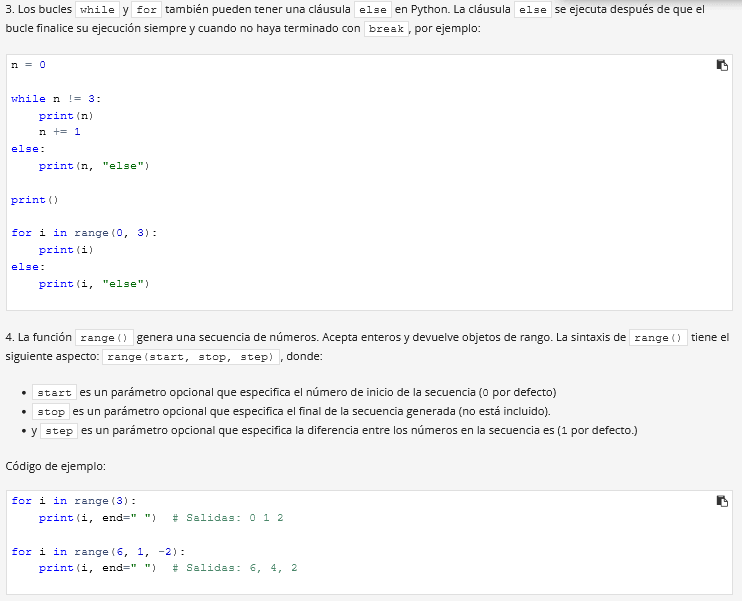 3. Los bucles while y for también pueden tener una cláusula else en Python. La cláusula else se ejecuta después de que el
bucle finalice su ejecución siempre y cuando no haya terminado con break, por ejemplo:
n = 0
while n != 3:
    print(n)
    n += 1
else:
    print(n, "else")
print()
for i in range(0, 3):
    print(i)
else:
    print(i, "else")
4. La función range() genera una secuencia de números. Acepta enteros y devuelve objetos de rango. La sintaxis de range() tiene el
siguiente aspecto: range(start, stop, step), donde:
• start es un parámetro opcional que especifica el número de inicio de la secuencia (0 por defecto)
• stop es un parámetro opcional que especifica el final de la secuencia generada (no está incluido).
• y step es un parámetro opcional que especifica la diferencia entre los números en la secuencia es (1 por defecto.)
Código de ejemplo:
for i in range(3):
    print(i, end=" ")  # Salidas: 0 1 2
for i in range(6, 1, -2):
    print(i, end=" ")  # Salidas: 6, 4, 2